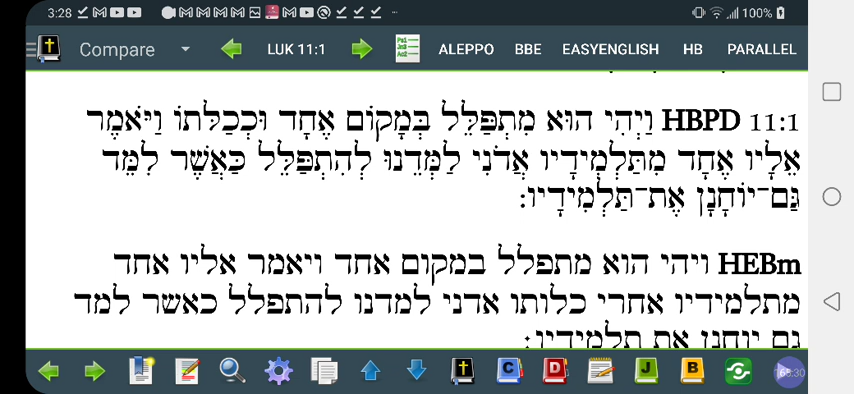 3:28 100%
Compare LUK 11:1 ALEPPO BBE EASYENGLISH HB PARALLEL
11:1 HBPD וַיְהִי הוּא מִתְפַּלֵּל בְּמָקוֹם אֶחָד וּכְכַלֹּתוֹ וַיֹּאמֶר
אֵלָיו אֶחָד מִתַּלְמִידָיו אֲדֹנִי לַמְּדֵנוּ לְהִתְפַּלֵּל כַּאֲשֶׁר לִמֵּד
גַּם־יוֹחָנָן אֶת־תַּלְמִידָיו׃
HEBm ויהי הוא מתפלל במקום אחד ויאמר אליו אחד
מתלמידיו אחרי כלותו אדני למדנו להתפלל כאשר למד
גם יוחנן את תלמידיו׃
C D J B